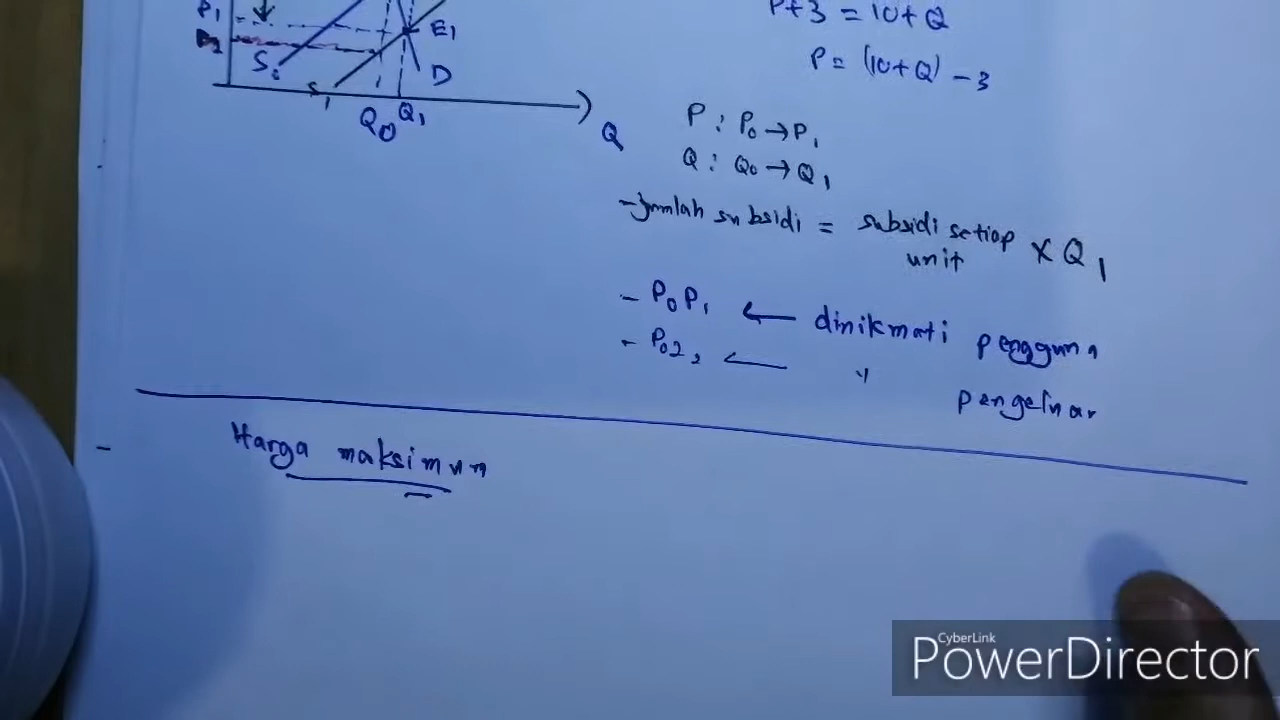 P1
P2
S0
S1
E1
D
Q0 Q1
Q
P+3 = 10+Q
P = (10+Q) - 3
P : P0 → P1
Q : Q0 → Q1
- Jumlah subsidi = subsidi setiap unit × Q1
- P0P1 ← dinikmati pengguna
- ← " pengeluar
- Harga maksimum
CyberLink
PowerDirector